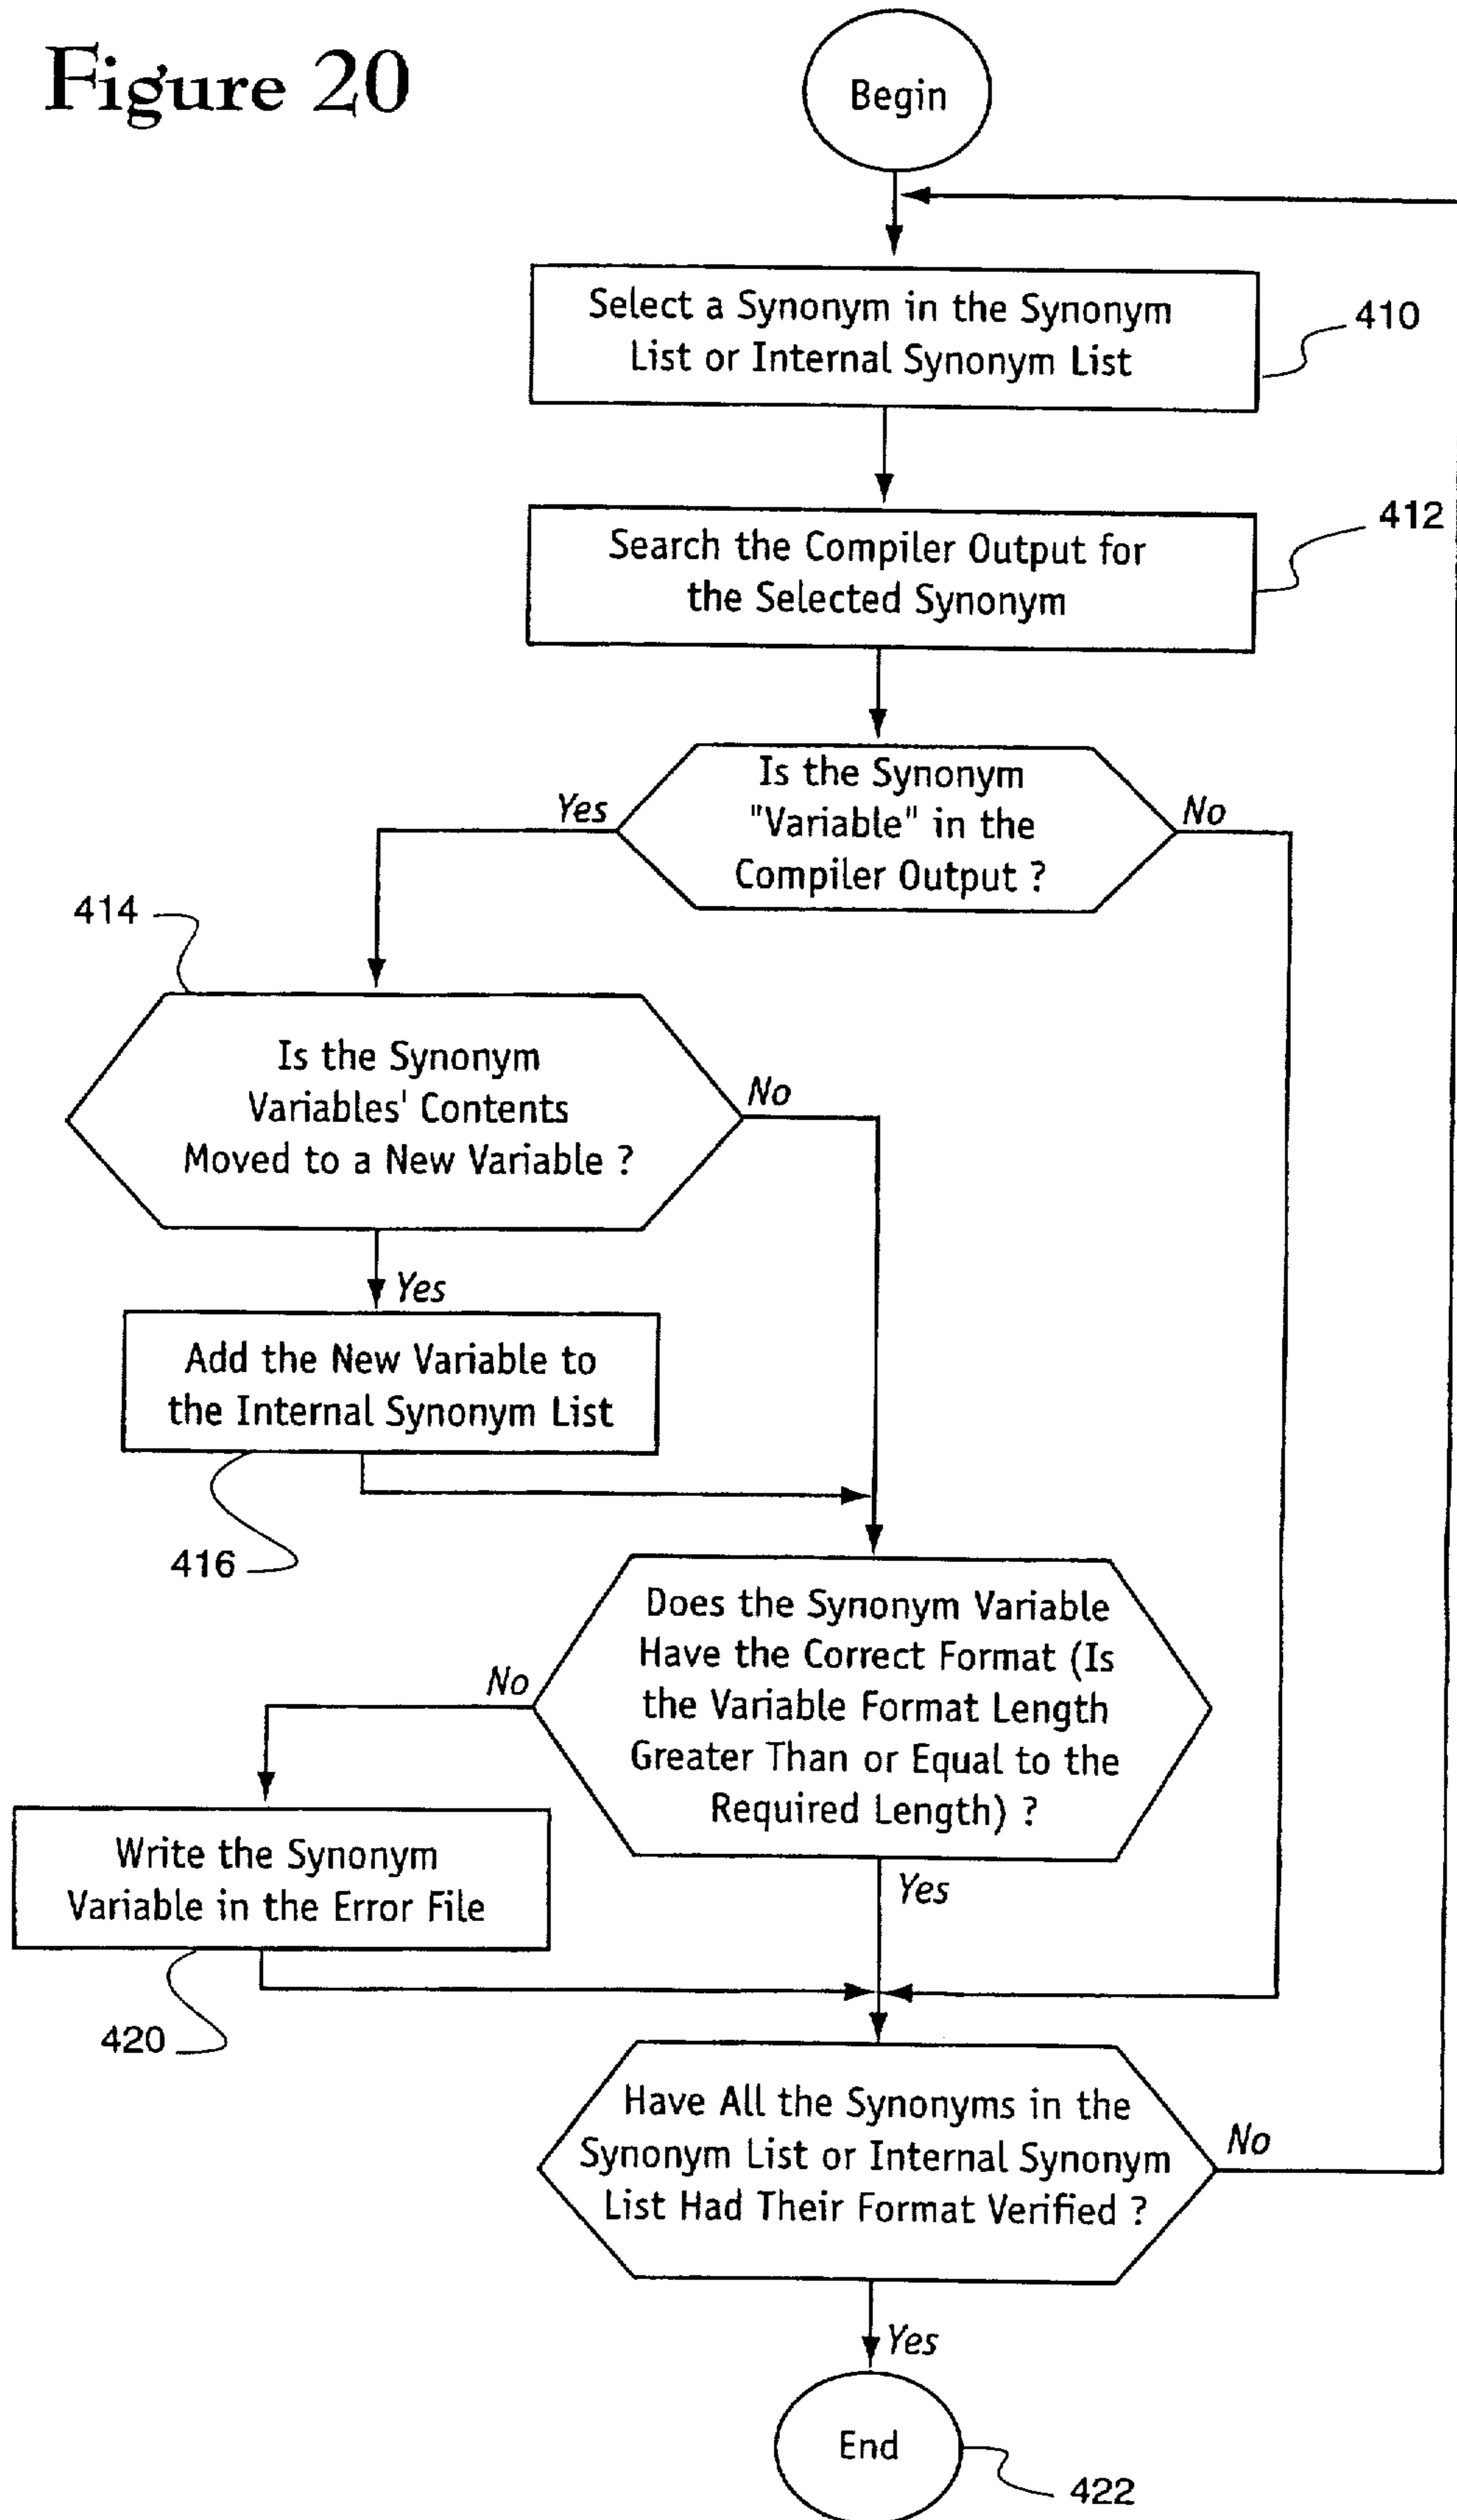 Figure 20
Begin
Select a Synonym in the Synonym
List or Internal Synonym List
410
Search the Compiler Output for
the Selected Synonym
412
Is the Synonym
"Variable" in the
Compiler Output ?
Yes
No
414
Is the Synonym
Variables' Contents
Moved to a New Variable ?
No
Yes
Add the New Variable to
the Internal Synonym List
416
Does the Synonym Variable
Have the Correct Format (Is
the Variable Format Length
Greater Than or Equal to the
Required Length) ?
No
Yes
Write the Synonym
Variable in the Error File
420
Have All the Synonyms in the
Synonym List or Internal Synonym
List Had Their Format Verified ?
No
Yes
End
422